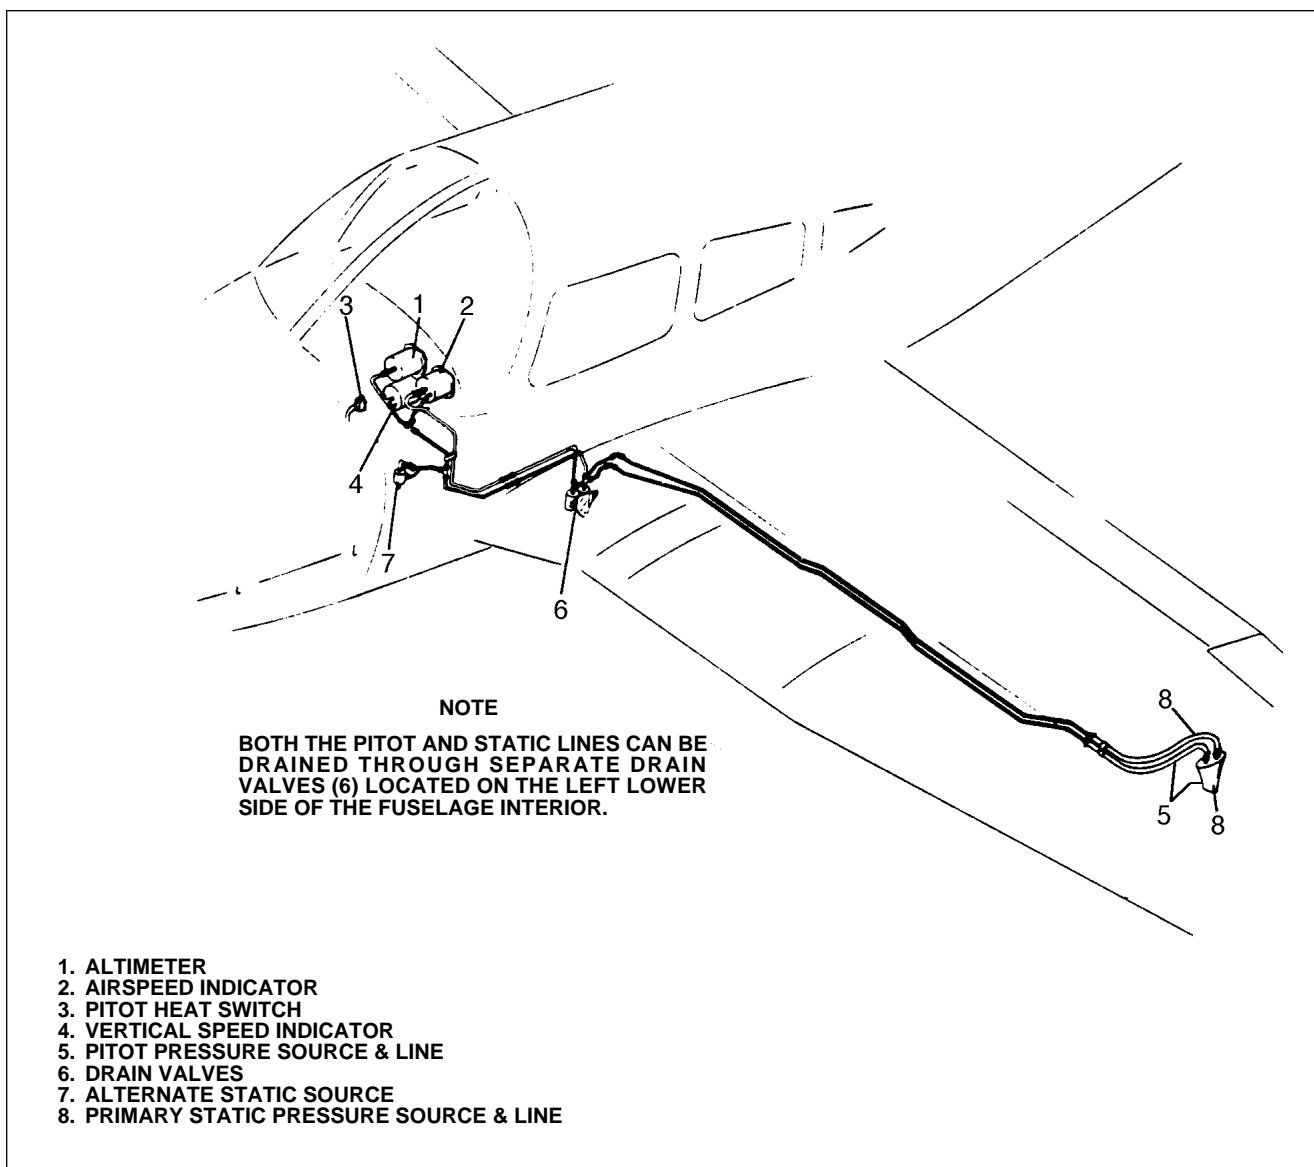 1
2
3
4
7
6
8
5
8
NOTE
BOTH THE PITOT AND STATIC LINES CAN BE
DRAINED THROUGH SEPARATE DRAIN
VALVES (6) LOCATED ON THE LEFT LOWER
SIDE OF THE FUSELAGE INTERIOR.
1. ALTIMETER
2. AIRSPEED INDICATOR
3. PITOT HEAT SWITCH
4. VERTICAL SPEED INDICATOR
5. PITOT PRESSURE SOURCE & LINE
6. DRAIN VALVES
7. ALTERNATE STATIC SOURCE
8. PRIMARY STATIC PRESSURE SOURCE & LINE